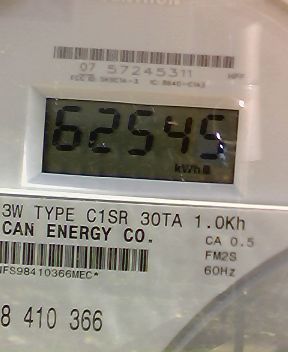 07 57245311
62545
kWh
3W TYPE C1SR 30TA 1.0Kh
CAN ENERGY CO.
CA 0.5
FM2S
60Hz
NFS98410366MEC*
8 410 366